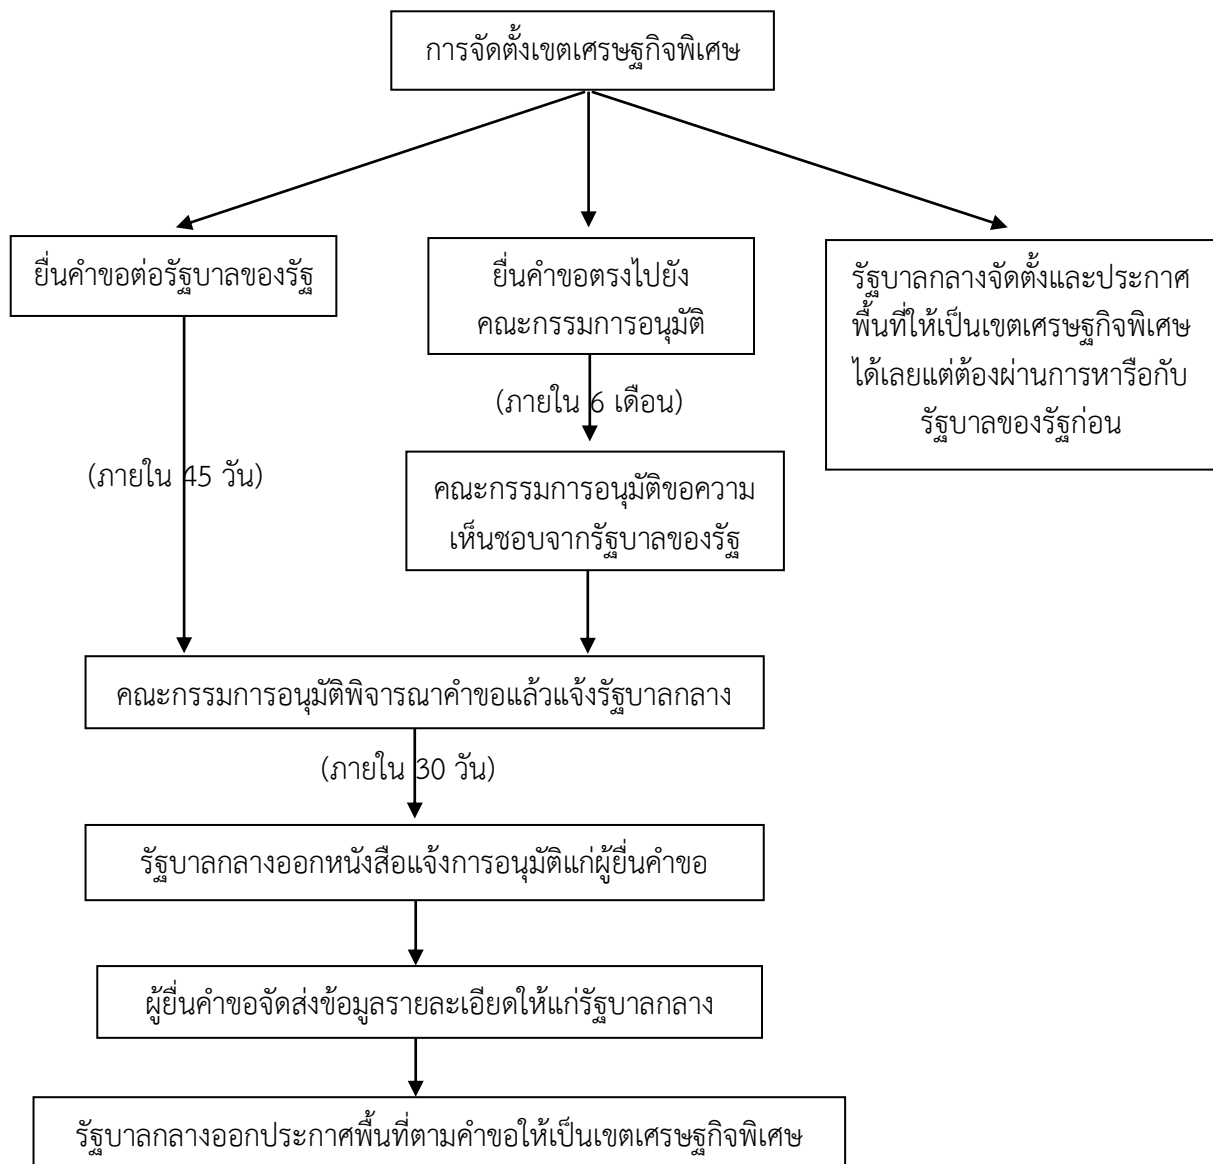 การจัดตั้งเขตเศรษฐกิจพิเศษ
ยื่นคำขอต่อรัฐบาลของรัฐ
ยื่นคำขอตรงไปยัง
คณะกรรมการอนุมัติ
รัฐบาลกลางจัดตั้งและประกาศ
พื้นที่ให้เป็นเขตเศรษฐกิจพิเศษ
ได้เลยแต่ต้องผ่านการหารือกับ
รัฐบาลของรัฐก่อน
(ภายใน 6 เดือน)
(ภายใน 45 วัน)
คณะกรรมการอนุมัติขอความ
เห็นชอบจากรัฐบาลของรัฐ
คณะกรรมการอนุมัติพิจารณาคำขอแล้วแจ้งรัฐบาลกลาง
(ภายใน 30 วัน)
รัฐบาลกลางออกหนังสือแจ้งการอนุมัติแก่ผู้ยื่นคำขอ
ผู้ยื่นคำขอจัดส่งข้อมูลรายละเอียดให้แก่รัฐบาลกลาง
รัฐบาลกลางออกประกาศพื้นที่ตามคำขอให้เป็นเขตเศรษฐกิจพิเศษ